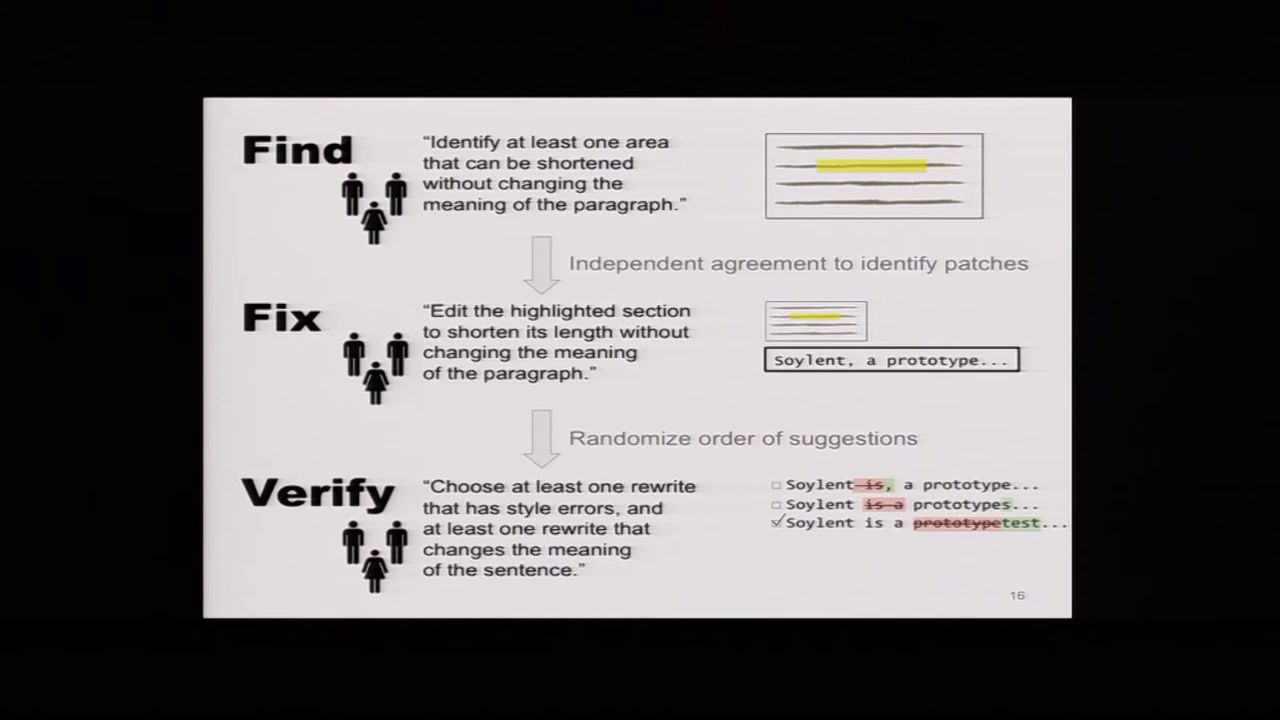 Find
“Identify at least one area
that can be shortened
without changing the
meaning of the paragraph.”
Independent agreement to identify patches
Fix
“Edit the highlighted section
to shorten its length without
changing the meaning
of the paragraph.”
Soylent, a prototype...
Randomize order of suggestions
Verify
“Choose at least one rewrite
that has style errors, and
at least one rewrite that
changes the meaning
of the sentence.”
Soylent is, a prototype...
Soylent is a prototypes...
Soylent is a prototypetest...
16